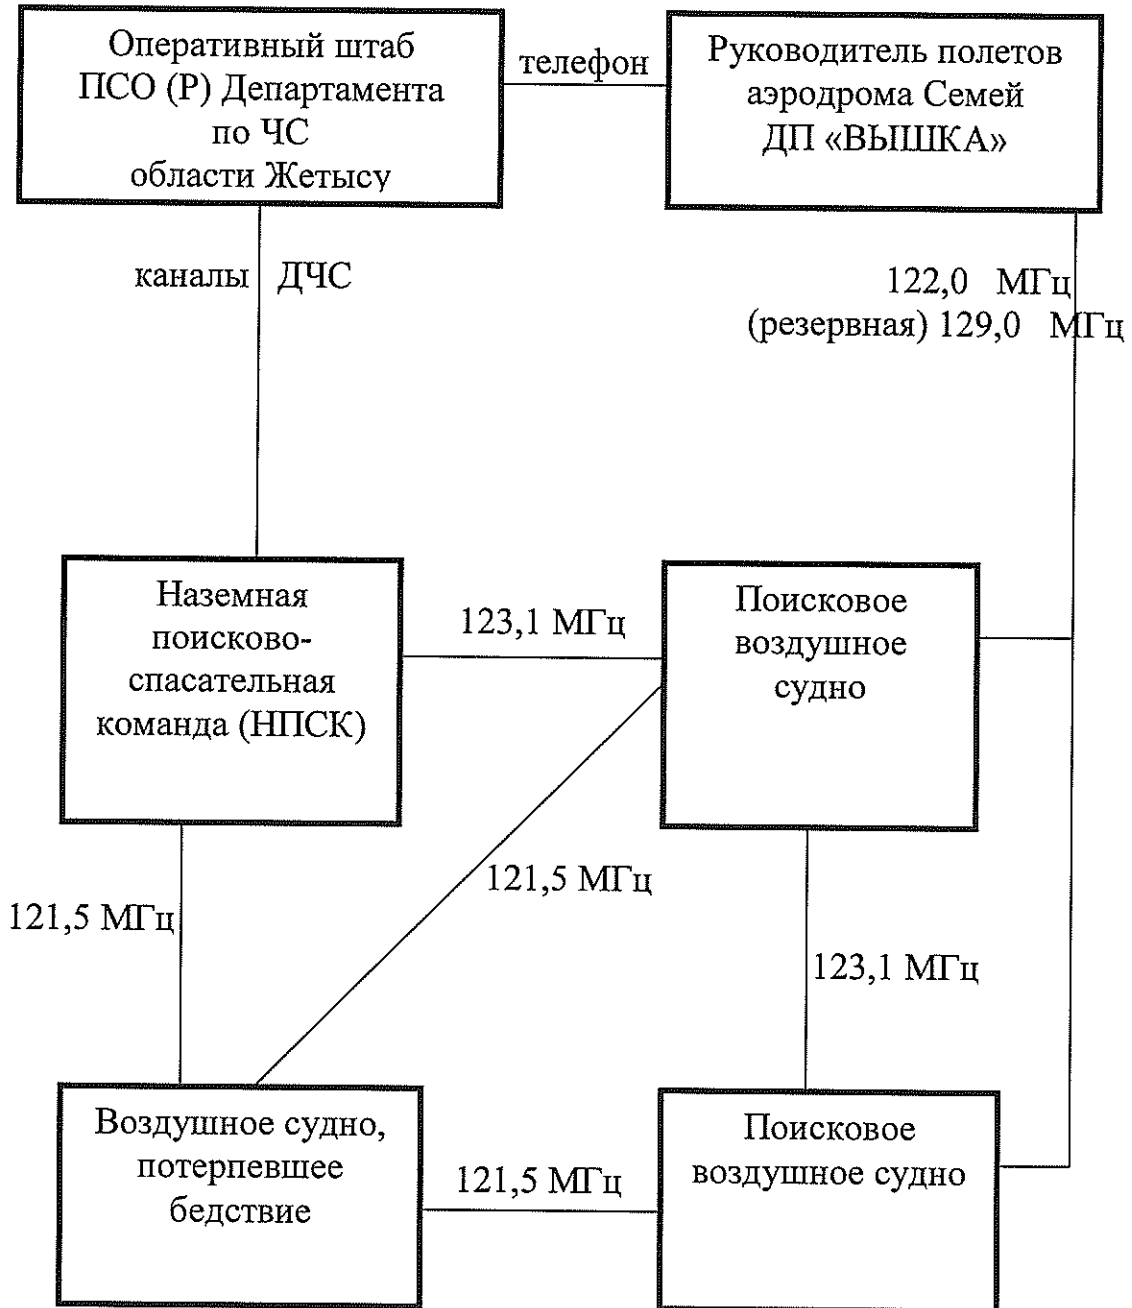 Оперативный штаб
ПСО (Р) Департамента
по ЧС
области Жетысу
телефон
Руководитель полетов
аэродрома Семей
ДП «ВЫШКА»
каналы ДЧС
122,0 МГц
(резервная) 129,0 МГц
Наземная
поисково-
спасательная
команда (НПСК)
123,1 МГц
Поисковое
воздушное
судно
121,5 МГц
121,5 МГц
123,1 МГц
Воздушное судно,
потерпевшее
бедствие
121,5 МГц
Поисковое
воздушное судно